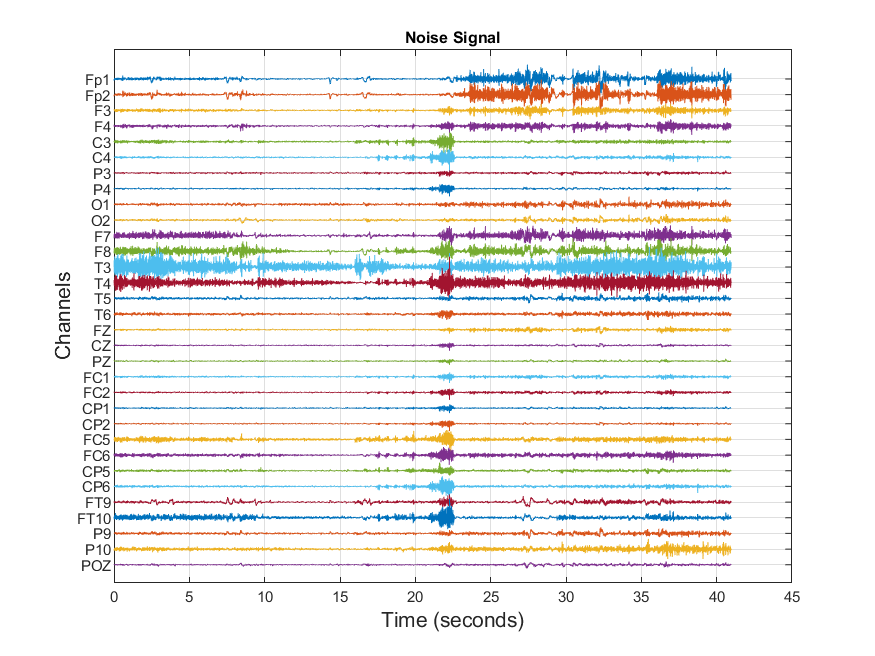 Noise Signal
Fp1
Fp2
F3
F4
C3
C4
P3
P4
O1
O2
F7
F8
T3
T4
T5
T6
FZ
CZ
PZ
FC1
FC2
CP1
CP2
FC5
FC6
CP5
CP6
FT9
FT10
P9
P10
POZ
Channels
0 5 10 15 20 25 30 35 40 45
Time (seconds)